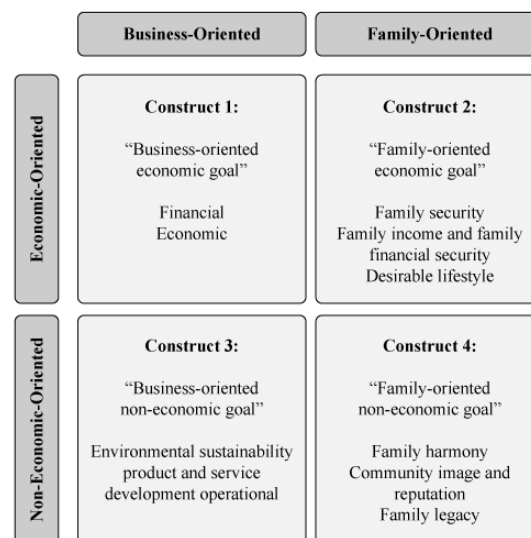 Business-Oriented
Family-Oriented
Economic-Oriented
Construct 1:
“Business-oriented
economic goal”
Financial
Economic
Construct 2:
“Family-oriented
economic goal”
Family security
Family income and family
financial security
Desirable lifestyle
Non-Economic-Oriented
Construct 3:
“Business-oriented
non-economic goal”
Environmental sustainability
product and service
development operational
Construct 4:
“Family-oriented
non-economic goal”
Family harmony
Community image and
reputation
Family legacy